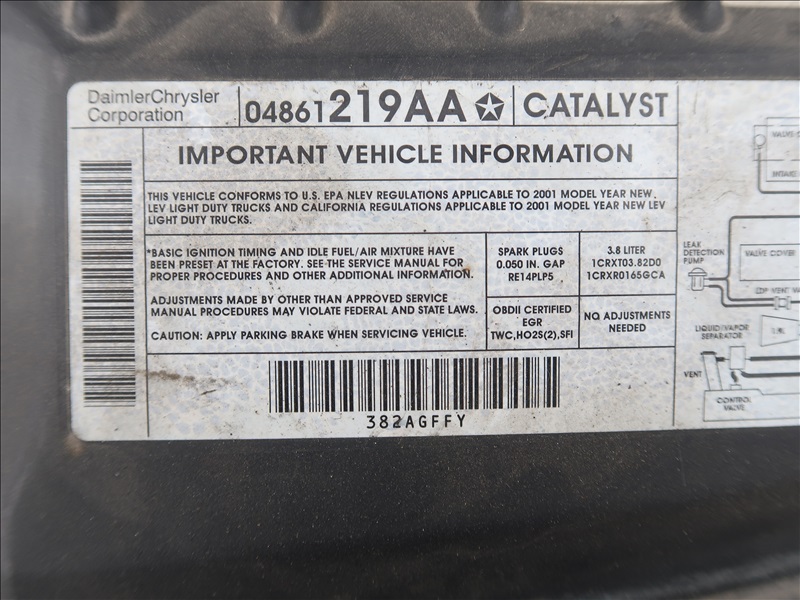 DaimlerChrysler
Corporation
04861219AA
CATALYST
IMPORTANT VEHICLE INFORMATION
THIS VEHICLE CONFORMS TO U.S. EPA NLEV REGULATIONS APPLICABLE TO 2001 MODEL YEAR NEW,
LEV LIGHT DUTY TRUCKS AND CALIFORNIA REGULATIONS APPLICABLE TO 2001 MODEL YEAR NEW LEV
LIGHT DUTY TRUCKS.
*BASIC IGNITION TIMING AND IDLE FUEL/AIR MIXTURE HAVE
BEEN PRESET AT THE FACTORY. SEE THE SERVICE MANUAL FOR
PROPER PROCEDURES AND OTHER ADDITIONAL INFORMATION.
ADJUSTMENTS MADE BY OTHER THAN APPROVED SERVICE
MANUAL PROCEDURES MAY VIOLATE FEDERAL AND STATE LAWS.
CAUTION: APPLY PARKING BRAKE WHEN SERVICING VEHICLE.
SPARK PLUGS
0.050 IN. GAP
RE14PLP5
3.8 LITER
1CRXT03.82D0
1CRXR0165GCA
OBDII CERTIFIED
EGR
TWC,HO2S(2),SFI
NO ADJUSTMENTS
NEEDED
382AGFFY
INTAKE
LEAK
DETECTION
PUMP
VALVE COVER
LDP VENT
LIQUID/VAPOR
SEPARATOR
VENT
CONTROL
VALVE